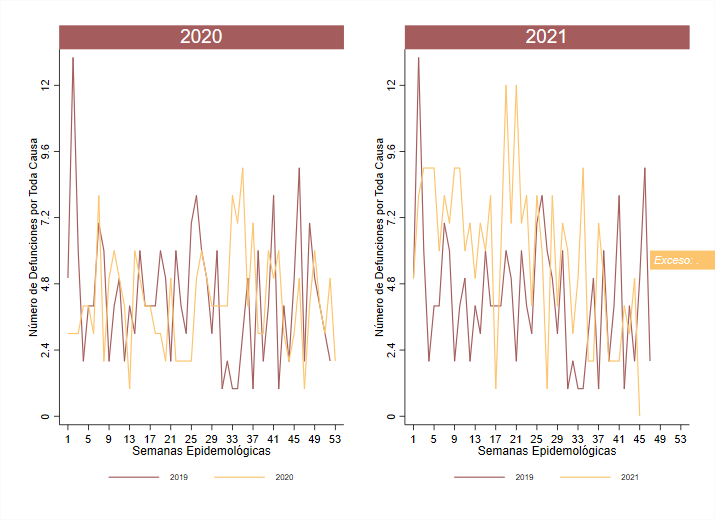 2020
Número de Defunciones por Toda Causa
12
9.6
7.2
4.8
2.4
0
1 5 9 13 17 21 25 29 33 37 41 45 49 53
Semanas Epidemológicas
2019 2020
2021
Número de Defunciones por Toda Causa
12
9.6
7.2
4.8
2.4
0
Exceso: .
1 5 9 13 17 21 25 29 33 37 41 45 49 53
Semanas Epidemológicas
2019 2021